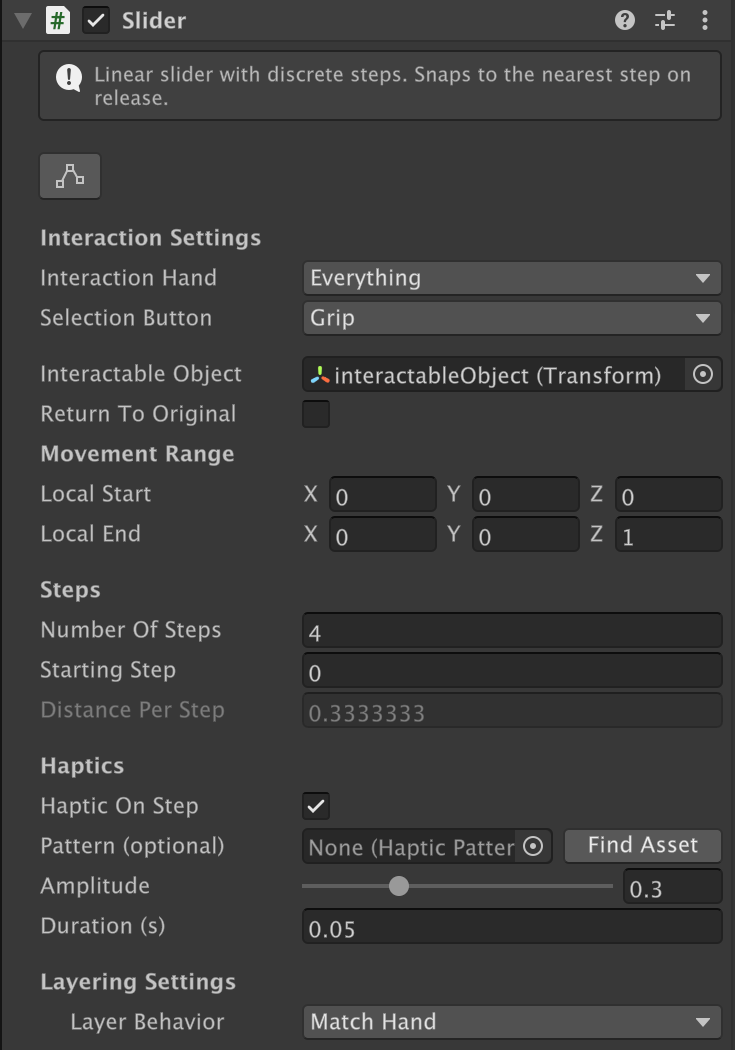 # Slider
Linear slider with discrete steps. Snaps to the nearest step on
release.
Interaction Settings
Interaction Hand Everything
Selection Button Grip
Interactable Object interactableObject (Transform)
Return To Original
Movement Range
Local Start X 0 Y 0 Z 0
Local End X 0 Y 0 Z 1
Steps
Number Of Steps 4
Starting Step 0
Distance Per Step 0.3333333
Haptics
Haptic On Step
Pattern (optional) None (Haptic Patter Find Asset
Amplitude 0.3
Duration (s) 0.05
Layering Settings
Layer Behavior Match Hand